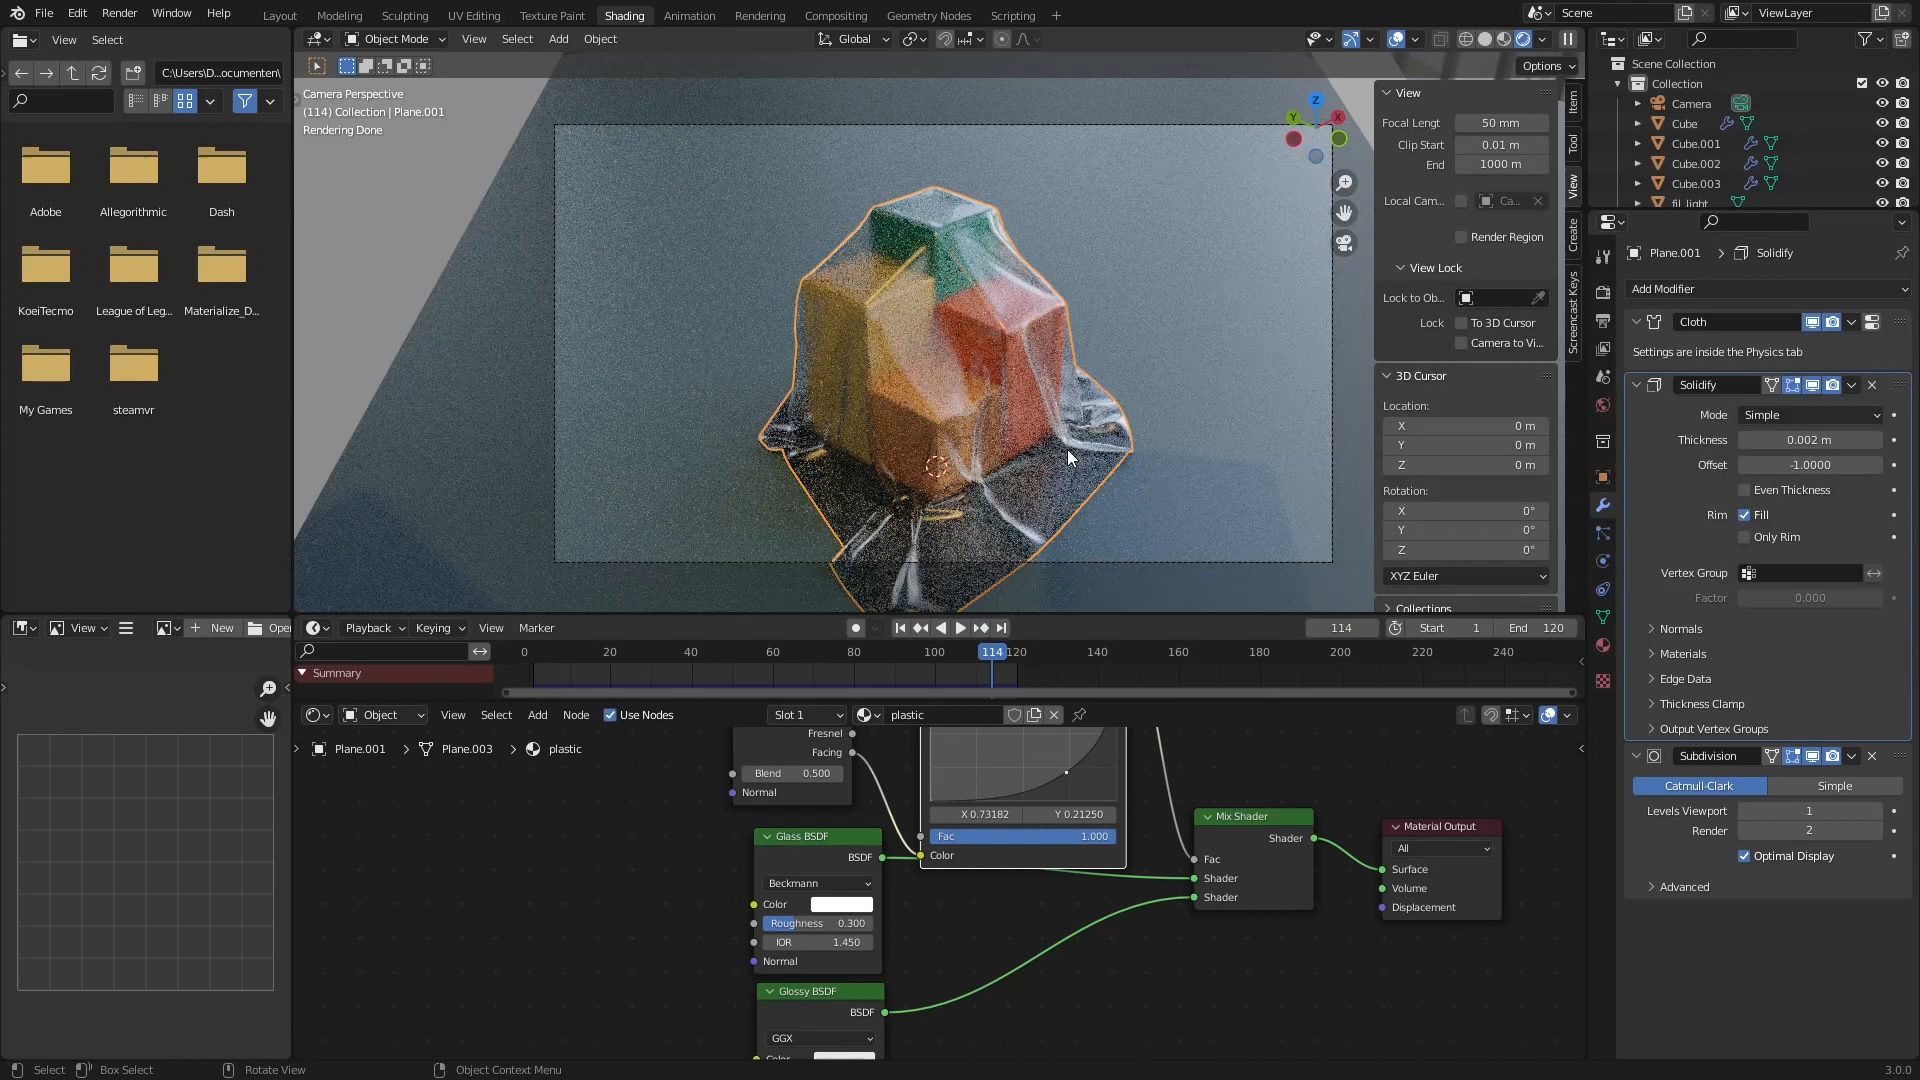 File Edit Render Window Help
Layout Modeling Sculpting UV Editing Texture Paint Shading Animation Rendering Compositing Geometry Nodes Scripting +
Scene
ViewLayer
View Select
Object Mode View Select Add Object
Global
C:\Users\D...ocumenten\
Options
Adobe Allegorithmic Dash
KoeiTecmo League of Leg... Materialize_D...
My Games steamvr
Camera Perspective
(114) Collection | Plane.001
Rendering Done
Z
Y X
View
Focal Lengt 50 mm
Clip Start 0.01 m
End 1000 m
Local Cam... Ca...
Render Region
View Lock
Lock to Ob...
Lock To 3D Cursor
Camera to Vi...
3D Cursor
Location:
X 0 m
Y 0 m
Z 0 m
Rotation:
X 0°
Y 0°
Z 0°
XYZ Euler
Collections
Item
Tool
View
Create
Screencast Keys
Scene Collection
Collection
Camera
Cube
Cube.001
Cube.002
Cube.003
fil light
Plane.001 Solidify
Add Modifier
Cloth
Settings are inside the Physics tab
Solidify
Mode Simple
Thickness 0.002 m
Offset -1.0000
Even Thickness
Rim Fill
Only Rim
Vertex Group
Factor 0.000
Normals
Materials
Edge Data
Thickness Clamp
Output Vertex Groups
Subdivision
Catmull-Clark Simple
Levels Viewport 1
Render 2
Optimal Display
Advanced
View New Open
Playback Keying View Marker
114 Start 1 End 120
0 20 40 60 80 100 114 120 140 160 180 200 220 240
Summary
Object View Select Add Node Use Nodes
Slot 1 plastic
Plane.001 Plane.003 plastic
Fresnel
Facing
Blend 0.500
Normal
X 0.73182 Y 0.21250
Fac 1.000
Color
Glass BSDF
BSDF
Beckmann
Color
Roughness 0.300
IOR 1.450
Normal
Glossy BSDF
BSDF
GGX
Color
Mix Shader
Shader
Fac
Shader
Shader
Material Output
All
Surface
Volume
Displacement
Select Box Select Rotate View Object Context Menu
3.0.0